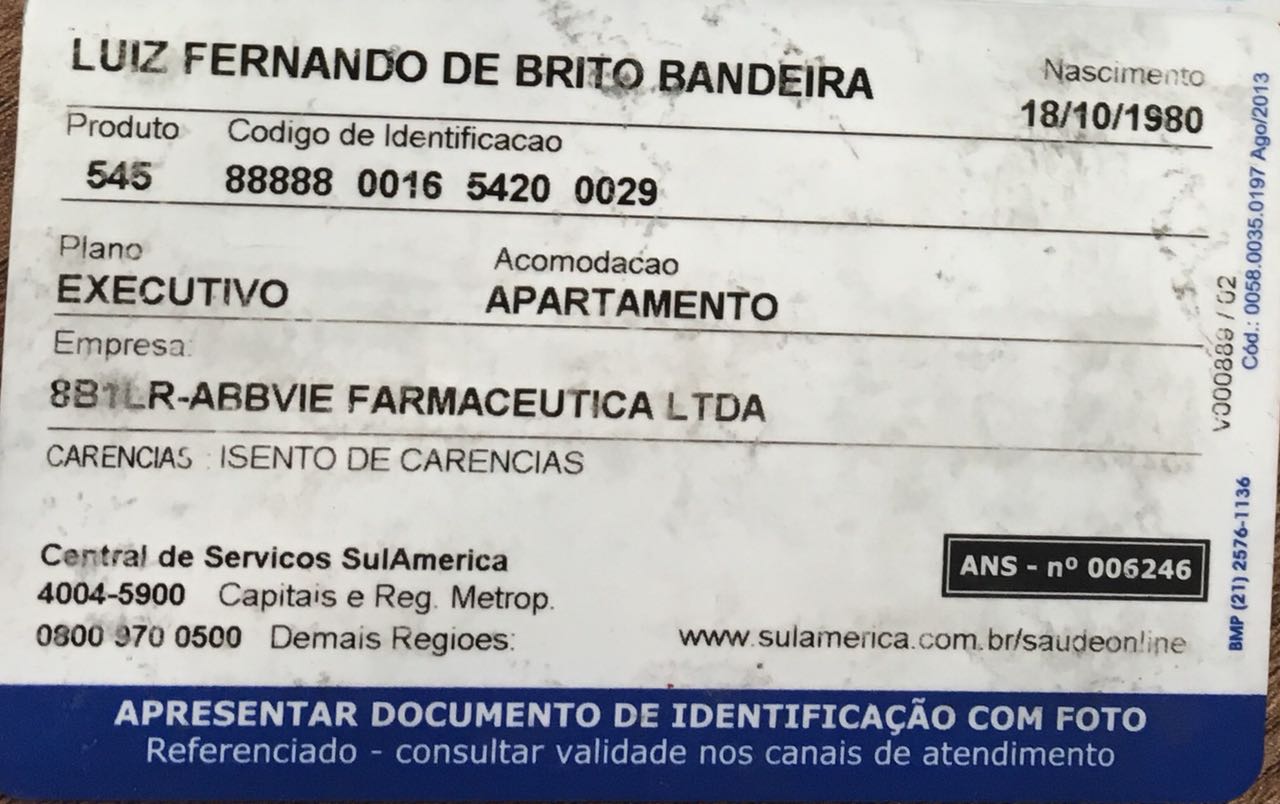 LUIZ FERNANDO DE BRITO BANDEIRA
Nascimento
18/10/1980
Produto Codigo de Identificacao
545 88888 0016 5420 0029
Plano Acomodacao
EXECUTIVO APARTAMENTO
Empresa:
8B1LR-ABBVIE FARMACEUTICA LTDA
CARENCIAS : ISENTO DE CARENCIAS
Central de Servicos SulAmerica
4004-5900 Capitais e Reg. Metrop.
0800 970 0500 Demais Regioes:
ANS - nº 006246
www.sulamerica.com.br/saudeonline
APRESENTAR DOCUMENTO DE IDENTIFICAÇÃO COM FOTO
Referenciado - consultar validade nos canais de atendimento
V000889 / 02
Cód.: 0058.0035.0197 Ago/2013
BMP (21) 2576-1136